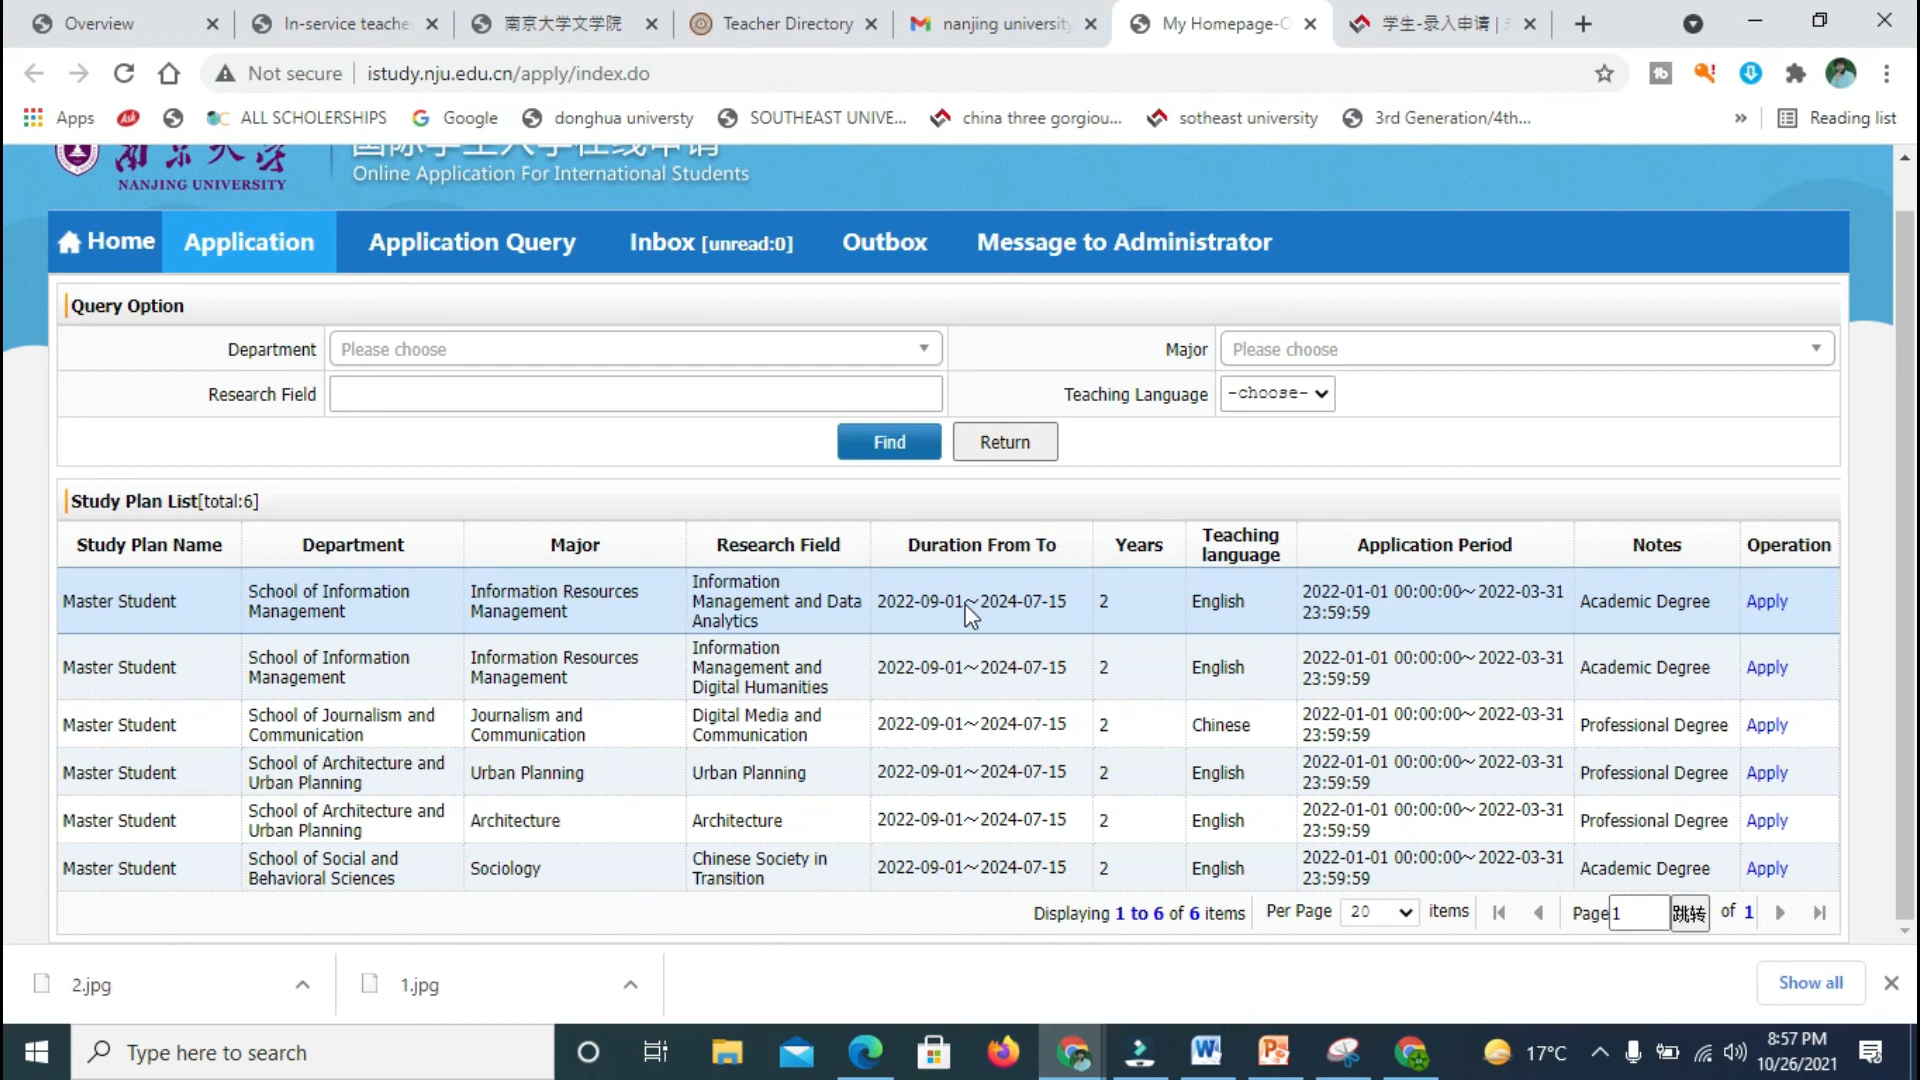 Overview
In-service teache
南京大学文学院
Teacher Directory
nanjing university
My Homepage-O
学生-录入申请 |
Not secure
istudy.nju.edu.cn/apply/index.do
Apps
Ask
ALL SCHOLERSHIPS
Google
donghua universty
SOUTHEAST UNIVE...
china three gorgiou...
sotheast university
3rd Generation/4th...
»
Reading list
南京大学
NANJING UNIVERSITY
国际学生入学在线申请
Online Application For International Students
Home
Application
Application Query
Inbox [unread:0]
Outbox
Message to Administrator
Query Option
Department
Please choose
Major
Please choose
Research Field
Teaching Language
-choose-
Find
Return
Study Plan List[total:6]
Study Plan Name
Department
Major
Research Field
Duration From To
Years
Teaching
language
Application Period
Notes
Operation
Master Student
School of Information
Management
Information Resources
Management
Information
Management and Data
Analytics
2022-09-01～2024-07-15
2
English
2022-01-01 00:00:00～2022-03-31
23:59:59
Academic Degree
Apply
Master Student
School of Information
Management
Information Resources
Management
Information
Management and
Digital Humanities
2022-09-01～2024-07-15
2
English
2022-01-01 00:00:00～2022-03-31
23:59:59
Academic Degree
Apply
Master Student
School of Journalism and
Communication
Journalism and
Communication
Digital Media and
Communication
2022-09-01～2024-07-15
2
Chinese
2022-01-01 00:00:00～2022-03-31
23:59:59
Professional Degree
Apply
Master Student
School of Architecture and
Urban Planning
Urban Planning
Urban Planning
2022-09-01～2024-07-15
2
English
2022-01-01 00:00:00～2022-03-31
23:59:59
Professional Degree
Apply
Master Student
School of Architecture and
Urban Planning
Architecture
Architecture
2022-09-01～2024-07-15
2
English
2022-01-01 00:00:00～2022-03-31
23:59:59
Professional Degree
Apply
Master Student
School of Social and
Behavioral Sciences
Sociology
Chinese Society in
Transition
2022-09-01～2024-07-15
2
English
2022-01-01 00:00:00～2022-03-31
23:59:59
Academic Degree
Apply
Displaying 1 to 6 of 6 items
Per Page 20 items
Page 1 跳转 of 1
2.jpg
1.jpg
Show all
Type here to search
17°C
8:57 PM
10/26/2021